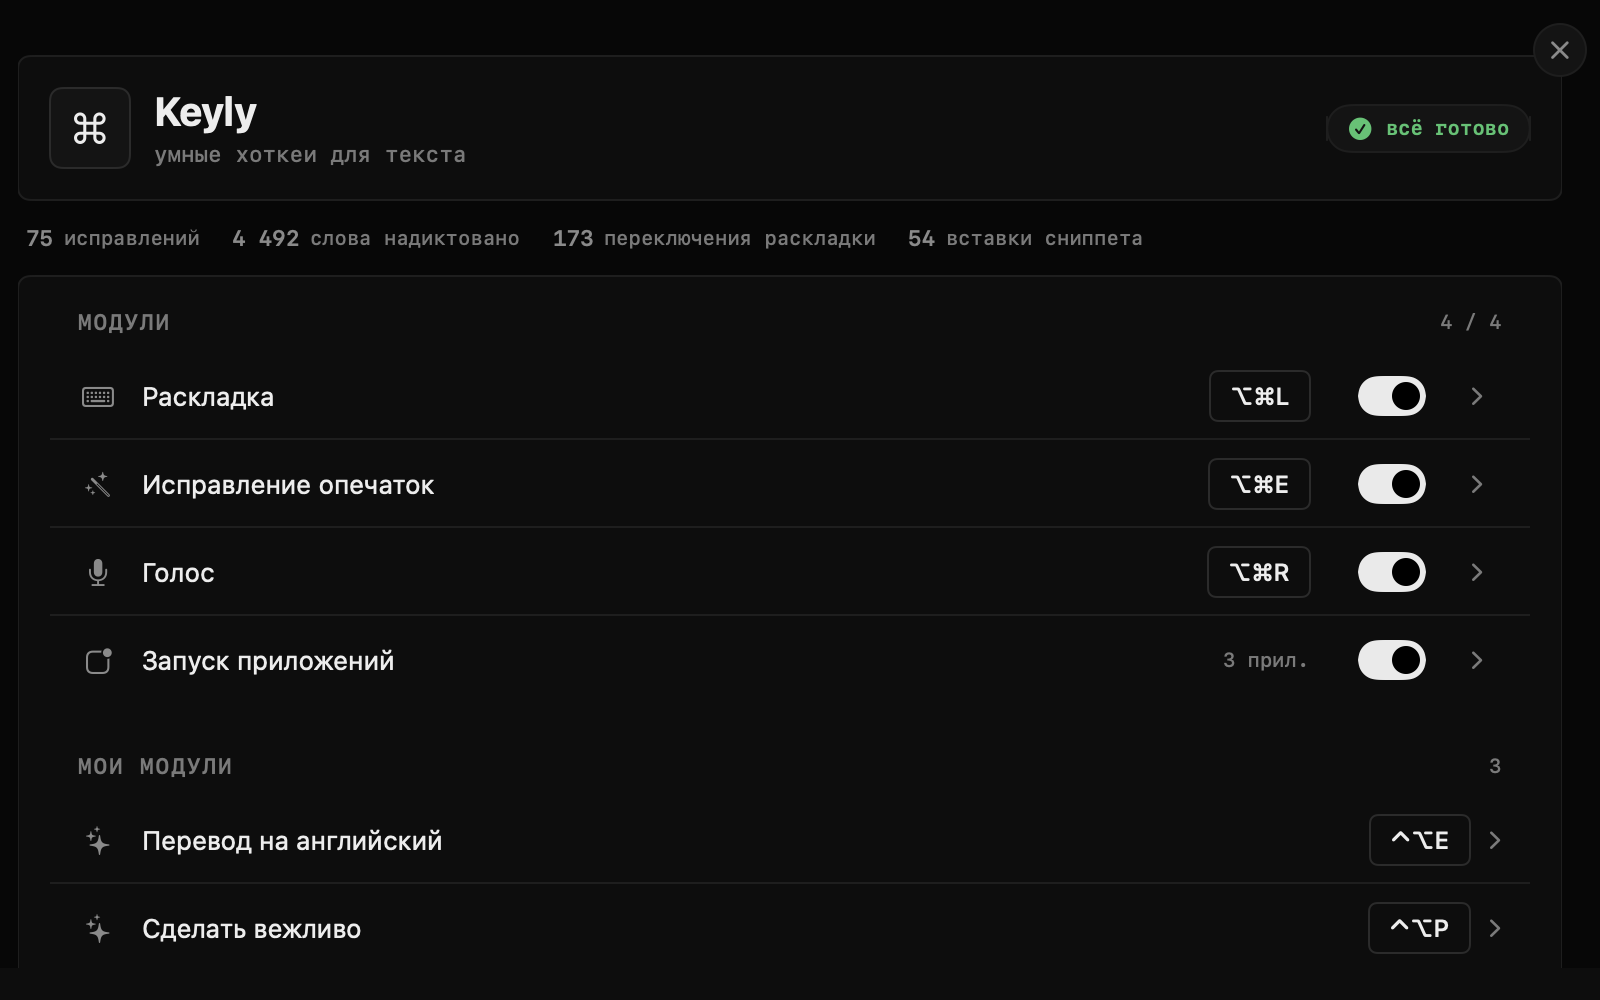 Keyly
умные хоткеи для текста
всё готово
75 исправлений 4 492 слова надиктовано 173 переключения раскладки 54 вставки сниппета
МОДУЛИ 4 / 4
Раскладка ⌥⌘L
Исправление опечаток ⌥⌘E
Голос ⌥⌘R
Запуск приложений 3 прил.
МОИ МОДУЛИ 3
Перевод на английский ^⌥E
Сделать вежливо ^⌥P